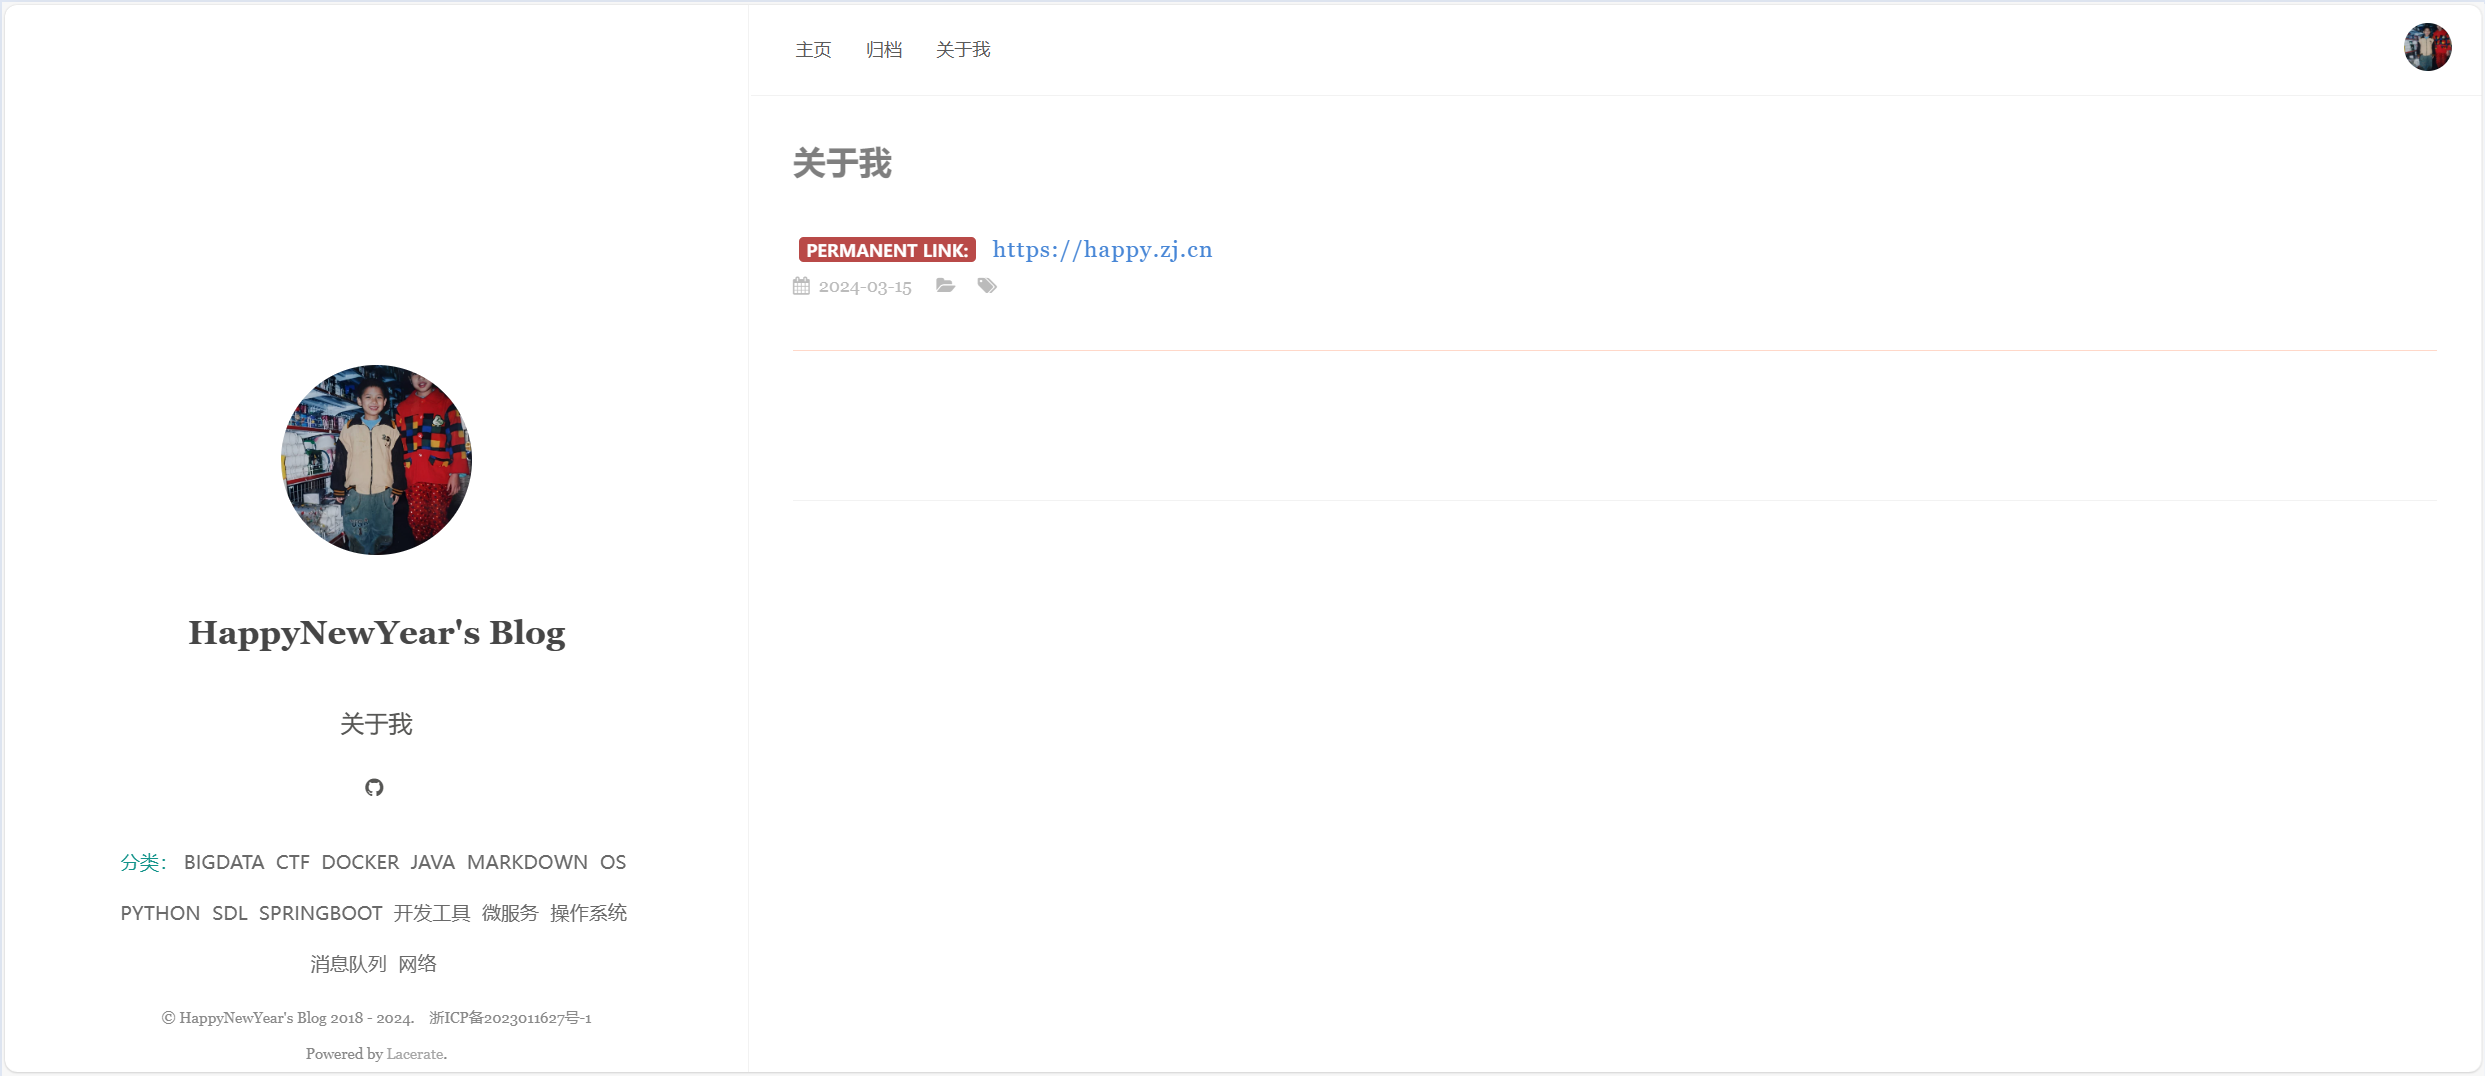 主页 归档 关于我
关于我
PERMANENT LINK: https://happy.zj.cn
2024-03-15
HappyNewYear's Blog
关于我
分类: BIGDATA CTF DOCKER JAVA MARKDOWN OS
PYTHON SDL SPRINGBOOT 开发工具 微服务 操作系统
消息队列 网络
© HappyNewYear's Blog 2018 - 2024. 浙ICP备2023011627号-1
Powered by Lacerate.